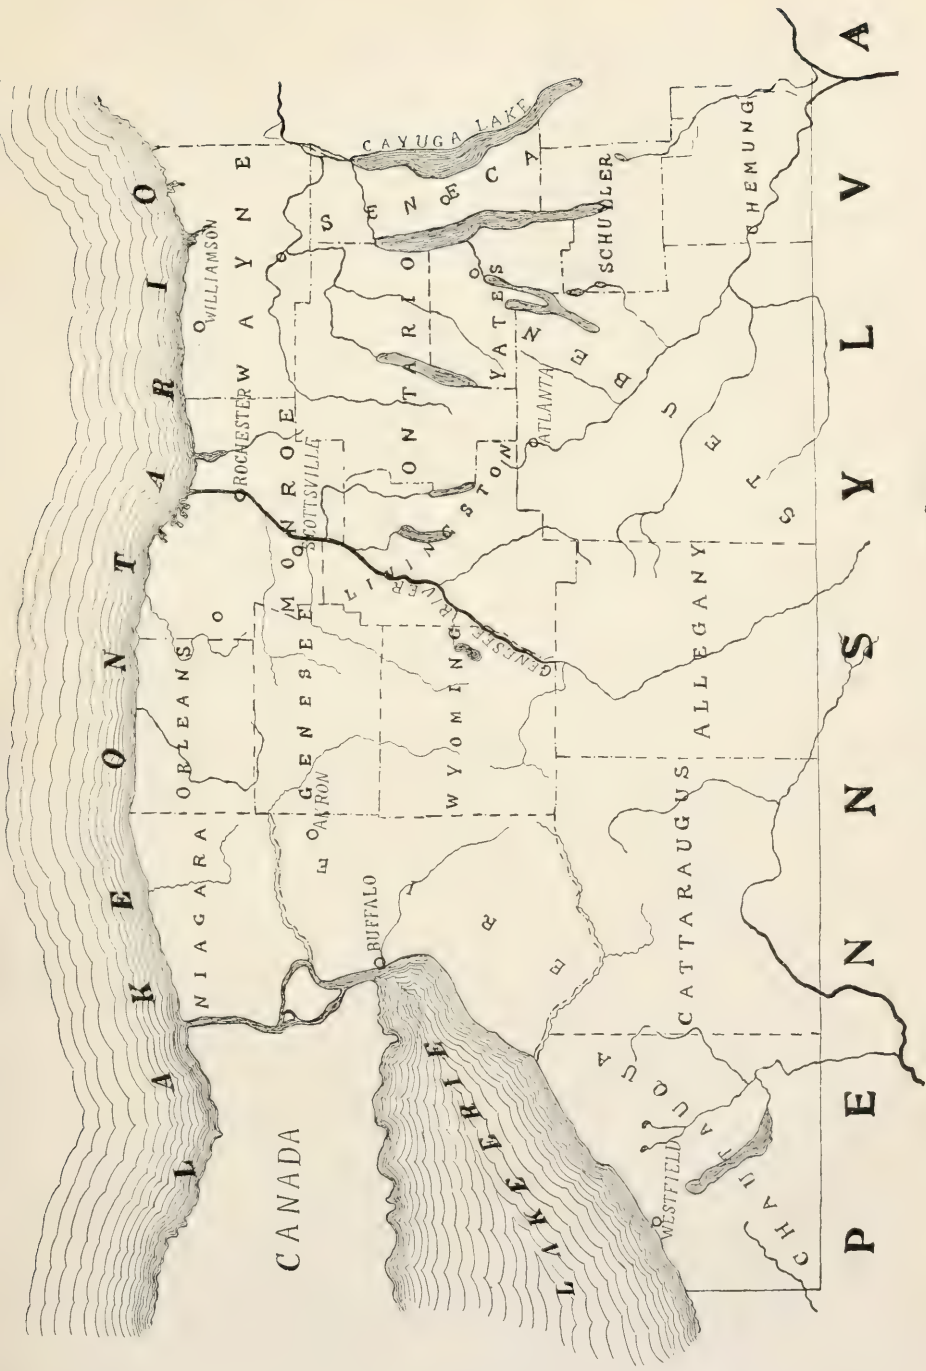 LAKE ONTARIO
CANADA
LAKE ERIE
NIAGARA
ORLEANS
MONROE
ROCHESTER
WILLIAMSON
WAYNE
CAYUGA LAKE
SENECA
AKRON
GENESEE
SCOTTSVILLE
ONTARIO
BUFFALO
ERIE
WYOMING
GENESEE RIVER
LIVINGSTON
YATES
ATLANTA
SCHUYLER
CHEMUNG
STEUBEN
WESTFIELD
CHAUTAUQUA
CATTARAUGUS
ALLEGANY
PENNSYLVA